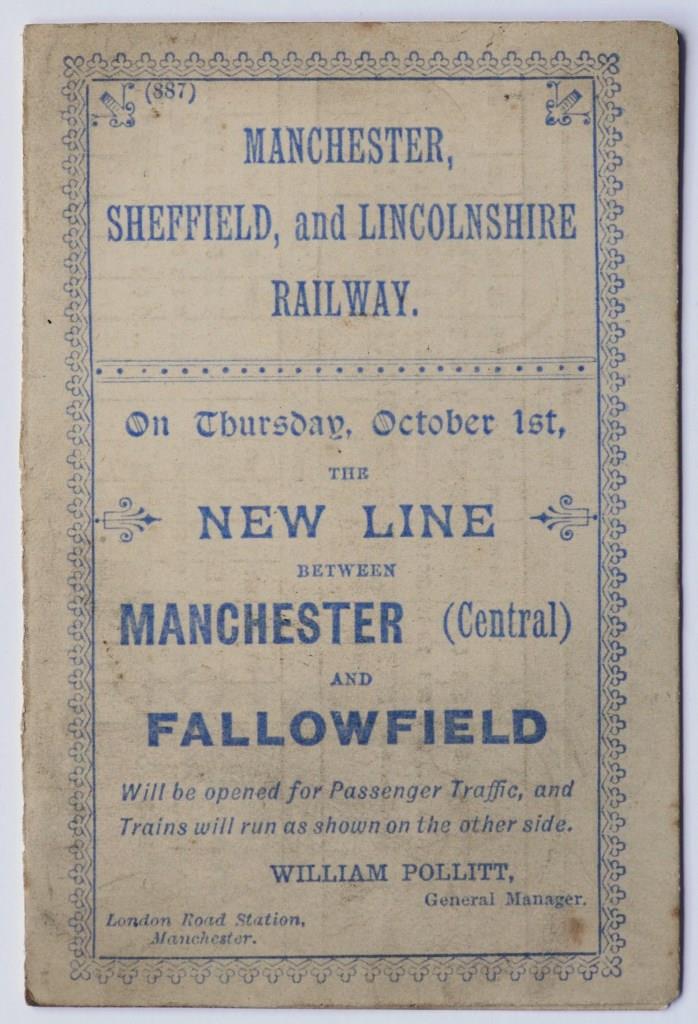 (887)
MANCHESTER,
SHEFFIELD, and LINCOLNSHIRE
RAILWAY.
On Thursday, October 1st,
THE
NEW LINE
BETWEEN
MANCHESTER (Central)
AND
FALLOWFIELD
Will be opened for Passenger Traffic, and
Trains will run as shown on the other side.
WILLIAM POLLITT,
General Manager.
London Road Station,
Manchester.